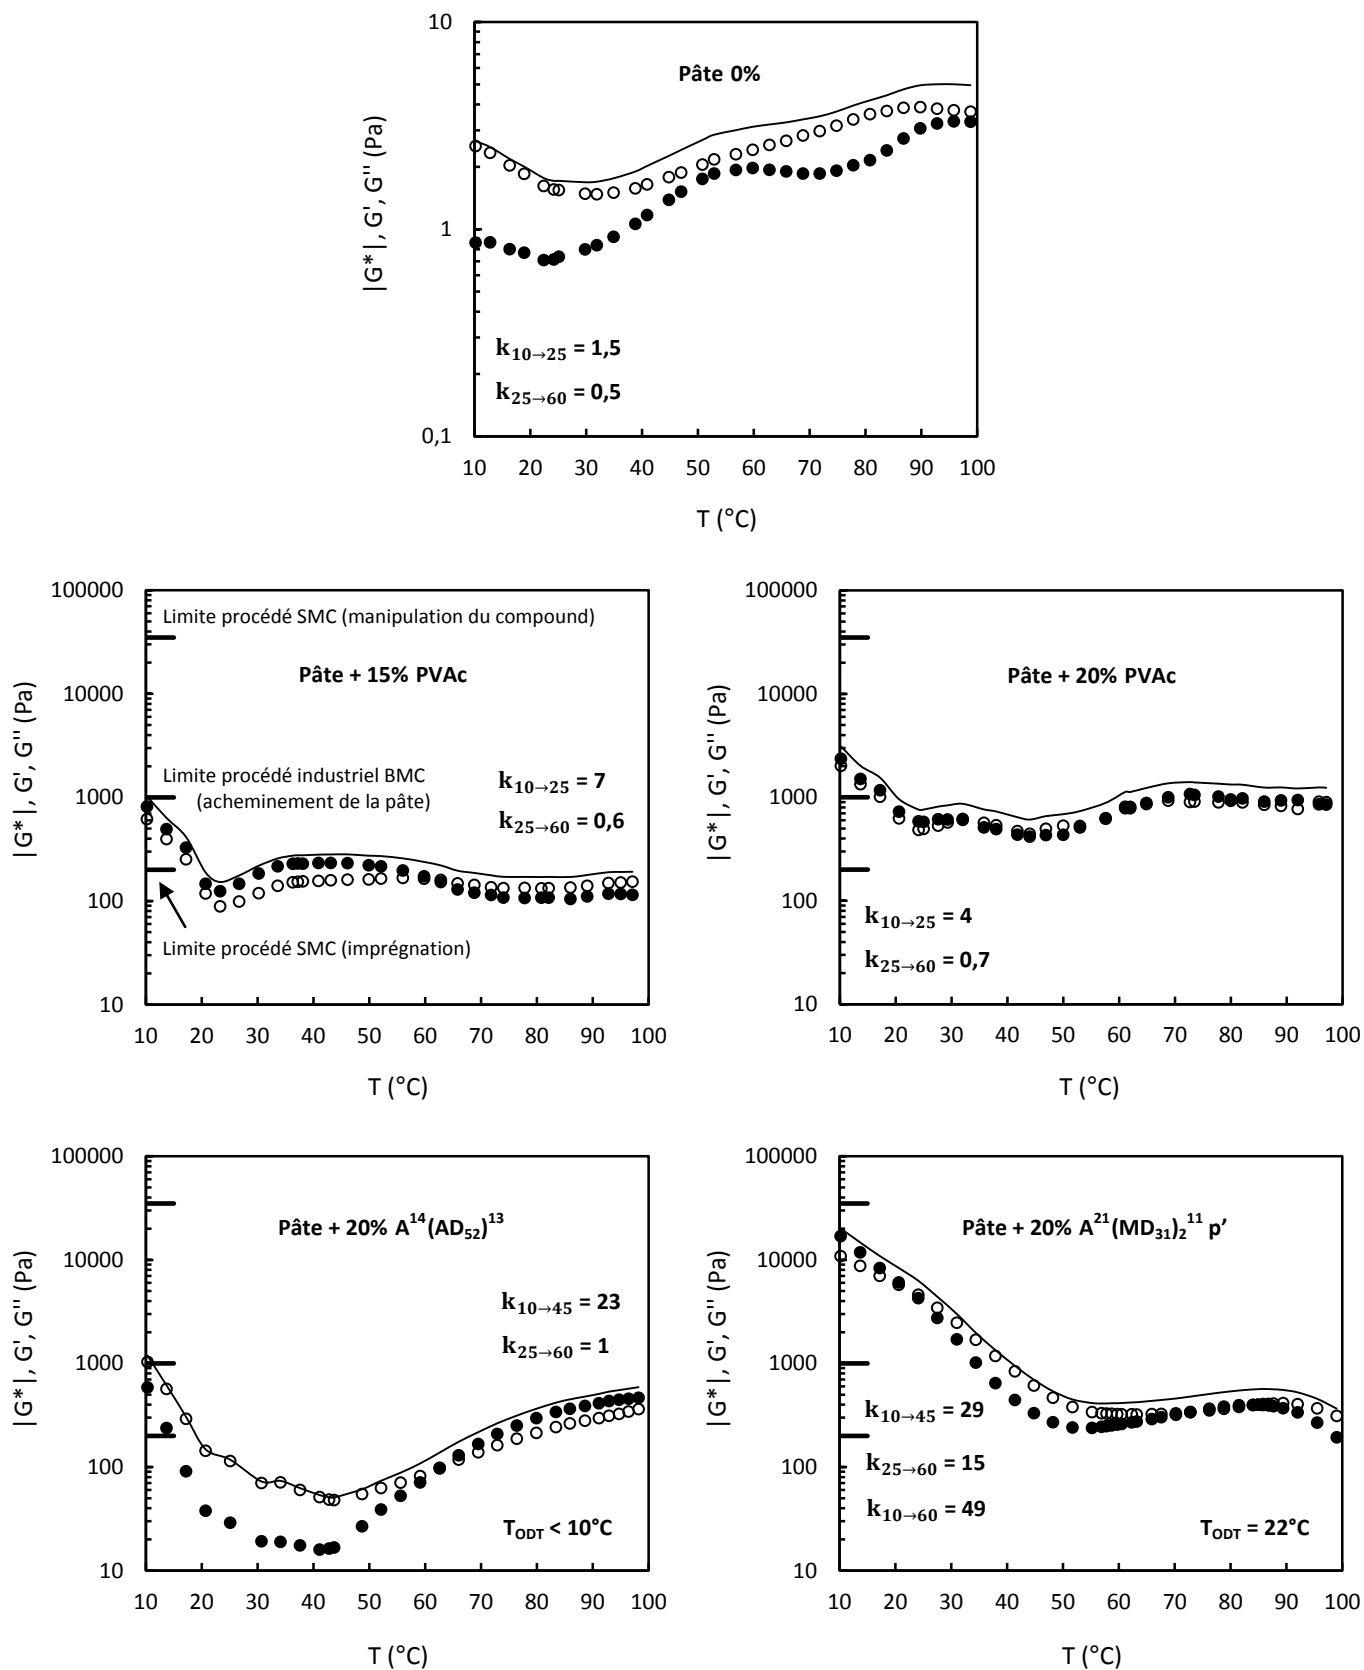 10
Pâte 0%
|G*|, G', G'' (Pa)
1
k10→25 = 1,5
k25→60 = 0,5
0,1
10 20 30 40 50 60 70 80 90 100
T (°C)
100000
Limite procédé SMC (manipulation du compound)
10000
Pâte + 15% PVAc
|G*|, G', G'' (Pa)
1000
Limite procédé industriel BMC
(acheminement de la pâte)
k10→25 = 7
k25→60 = 0,6
100
Limite procédé SMC (imprégnation)
10
10 20 30 40 50 60 70 80 90 100
T (°C)
100000
10000
Pâte + 20% PVAc
|G*|, G', G'' (Pa)
1000
100
k10→25 = 4
k25→60 = 0,7
10
10 20 30 40 50 60 70 80 90 100
T (°C)
100000
Pâte + 20% A¹⁴(AD₅₂)¹³
10000
|G*|, G', G'' (Pa)
k10→45 = 23
k25→60 = 1
1000
100
TODT < 10°C
10
10 20 30 40 50 60 70 80 90 100
T (°C)
100000
Pâte + 20% A²¹(MD₃₁)₂¹¹ p’
10000
|G*|, G', G'' (Pa)
1000
k10→45 = 29
100
k25→60 = 15
k10→60 = 49
TODT = 22°C
10
10 20 30 40 50 60 70 80 90 100
T (°C)